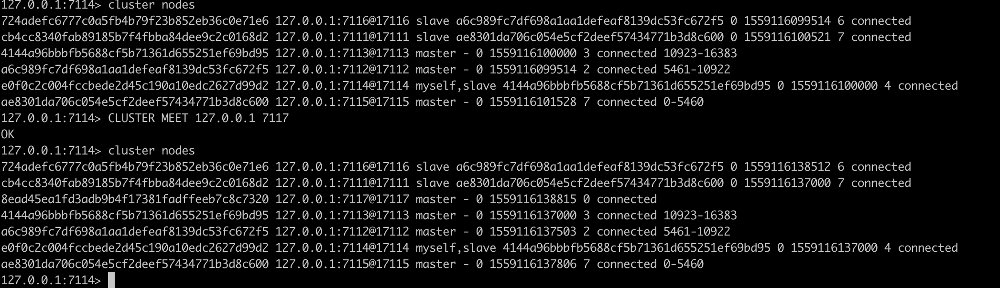 127.0.0.1:7114> cluster nodes
724adefc6777c0a5fb4b79f23b852eb36c0e71e6 127.0.0.1:7116@17116 slave a6c989fc7df698a1aa1defeaf8139dc53fc672f5 0 1559116099514 6 connected
cb4cc8340fab89185b7f4fbba84dee9c2c0168d2 127.0.0.1:7111@17111 slave ae8301da706c054e5cf2deef57434771b3d8c600 0 1559116100521 7 connected
4144a96bbbfb5688cf5b71361d655251ef69bd95 127.0.0.1:7113@17113 master - 0 1559116100000 3 connected 10923-16383
a6c989fc7df698a1aa1defeaf8139dc53fc672f5 127.0.0.1:7112@17112 master - 0 1559116099514 2 connected 5461-10922
e0f0c2c004fccbede2d45c190a10edc2627d99d2 127.0.0.1:7114@17114 myself,slave 4144a96bbbfb5688cf5b71361d655251ef69bd95 0 1559116100000 4 connected
ae8301da706c054e5cf2deef57434771b3d8c600 127.0.0.1:7115@17115 master - 0 1559116101528 7 connected 0-5460
127.0.0.1:7114> CLUSTER MEET 127.0.0.1 7117
OK
127.0.0.1:7114> cluster nodes
724adefc6777c0a5fb4b79f23b852eb36c0e71e6 127.0.0.1:7116@17116 slave a6c989fc7df698a1aa1defeaf8139dc53fc672f5 0 1559116138512 6 connected
cb4cc8340fab89185b7f4fbba84dee9c2c0168d2 127.0.0.1:7111@17111 slave ae8301da706c054e5cf2deef57434771b3d8c600 0 1559116137000 7 connected
8ead45ea1fd3adb9b4f17381fadffeeb7c8c7320 127.0.0.1:7117@17117 master - 0 1559116138815 0 connected
4144a96bbbfb5688cf5b71361d655251ef69bd95 127.0.0.1:7113@17113 master - 0 1559116137000 3 connected 10923-16383
a6c989fc7df698a1aa1defeaf8139dc53fc672f5 127.0.0.1:7112@17112 master - 0 1559116137503 2 connected 5461-10922
e0f0c2c004fccbede2d45c190a10edc2627d99d2 127.0.0.1:7114@17114 myself,slave 4144a96bbbfb5688cf5b71361d655251ef69bd95 0 1559116137000 4 connected
ae8301da706c054e5cf2deef57434771b3d8c600 127.0.0.1:7115@17115 master - 0 1559116137806 7 connected 0-5460
127.0.0.1:7114>